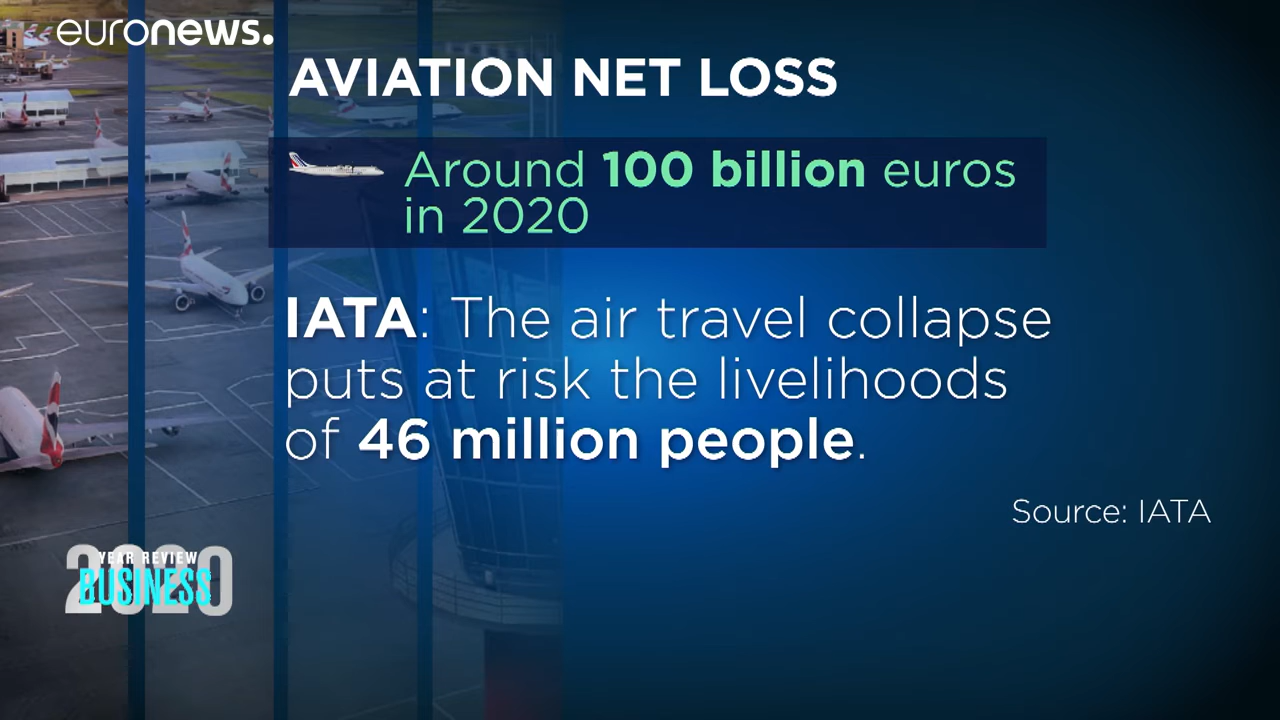 euronews.
AVIATION NET LOSS
Around 100 billion euros
in 2020
IATA: The air travel collapse
puts at risk the livelihoods
of 46 million people.
Source: IATA
2020
YEAR REVIEW
BUSINESS